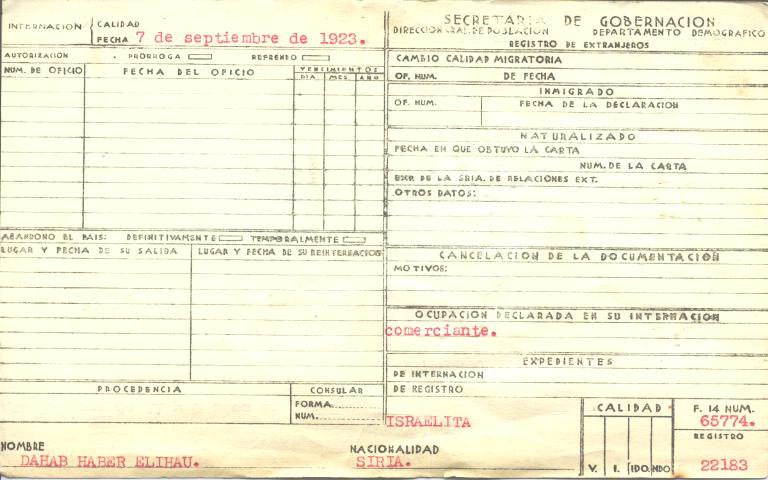 INTERNACION CALIDAD
FECHA 7 de septiembre de 1923.
AUTORIZACION . PRORROGA REFRENDO
NUM. DE OFICIO FECHA DEL OFICIO VENCIMIENTOS
DIA. MES. AÑO
ABANDONO EL PAIS: DEFINITIVAMENTE TEMPORALMENTE
LUGAR Y FECHA DE SU SALIDA LUGAR Y FECHA DE SU REINTERNACION
PROCEDENCIA CONSULAR
FORMA
NUM.
SECRETARIA DE GOBERNACION
DIRECCION GRAL. DE POBLACION DEPARTAMENTO DEMOGRAFICO
REGISTRO DE EXTRANJEROS
CAMBIO CALIDAD MIGRATORIA
OF. NUM. DE FECHA
INMIGRADO
OF. NUM. FECHA DE LA DECLARACION
NATURALIZADO
FECHA EN QUE OBTUVO LA CARTA
NUM. DE LA CARTA
EXP. DE LA SRIA. DE RELACIONES EXT.
OTROS DATOS:
CANCELACION DE LA DOCUMENTACION
MOTIVOS:
OCUPACION DECLARADA EN SU INTERNACION
comerciante.
EXPEDIENTES
DE INTERNACION
DE REGISTRO
ISRAELITA
CALIDAD F. 14 NUM.
65774.
REGISTRO
NOMBRE NACIONALIDAD
DAHAB HABER ELIHAU. SIRIA. V. I. IDO. NDO 22183